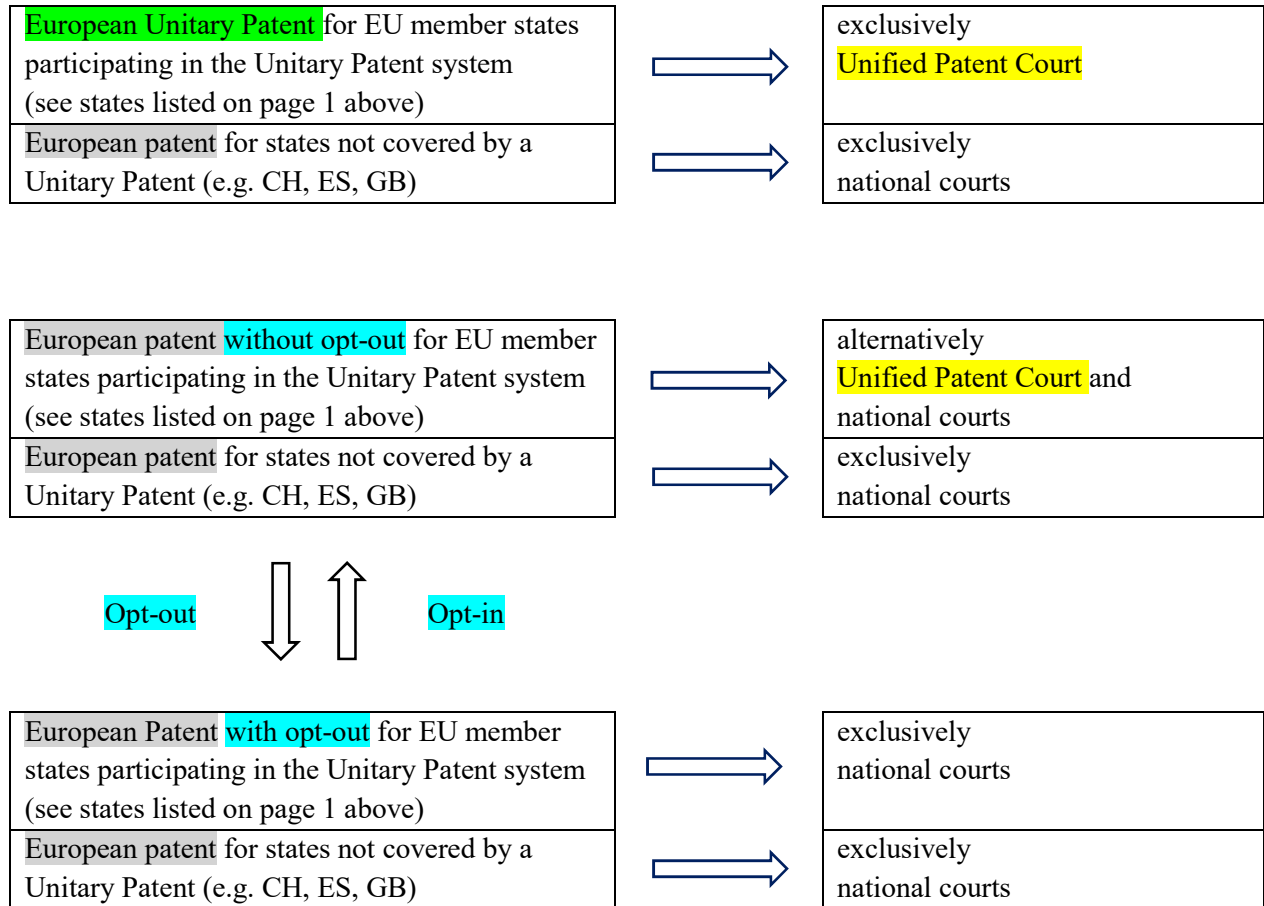 European Unitary Patent for EU member states
participating in the Unitary Patent system
(see states listed on page 1 above)
exclusively
Unified Patent Court
European patent for states not covered by a
Unitary Patent (e.g. CH, ES, GB)
exclusively
national courts
European patent without opt-out for EU member
states participating in the Unitary Patent system
(see states listed on page 1 above)
alternatively
Unified Patent Court and
national courts
European patent for states not covered by a
Unitary Patent (e.g. CH, ES, GB)
exclusively
national courts
Opt-out
Opt-in
European Patent with opt-out for EU member
states participating in the Unitary Patent system
(see states listed on page 1 above)
exclusively
national courts
European patent for states not covered by a
Unitary Patent (e.g. CH, ES, GB)
exclusively
national courts